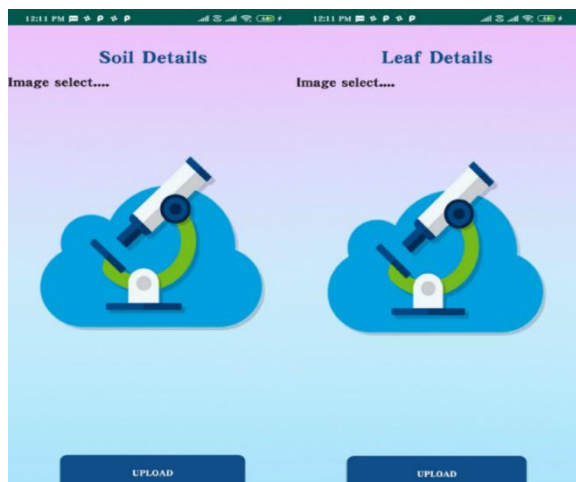 12:11 PM
Soil Details
Image select....
UPLOAD
12:11 PM
Leaf Details
Image select....
UPLOAD